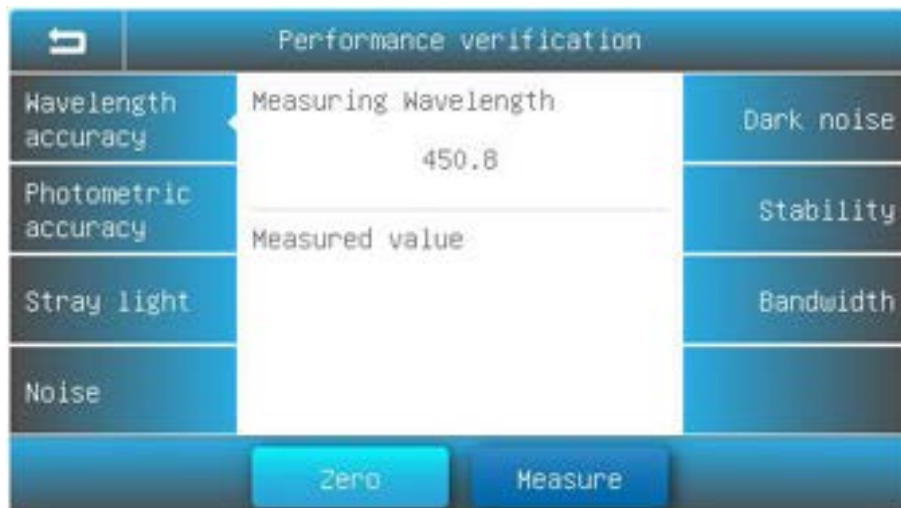 Performance verification
Wavelength
accuracy
Photometric
accuracy
Stray light
Noise
Measuring Wavelength
450.8
Measured value
Dark noise
Stability
Bandwidth
Zero
Measure